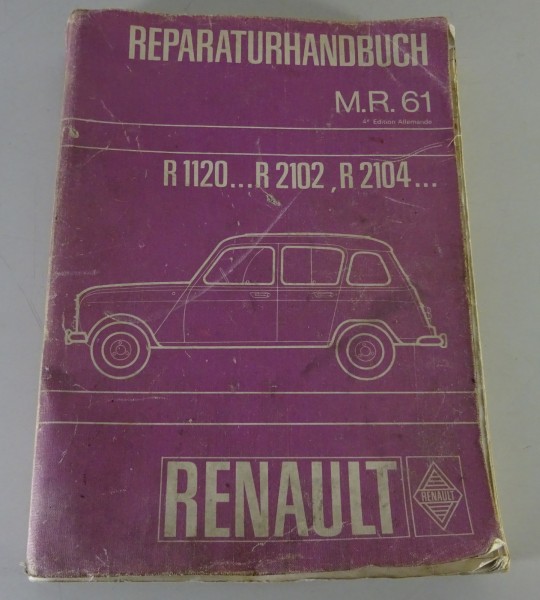 REPARATURHANDBUCH
M.R. 61
4e Edition Allemande
R 1120...R 2102, R 2104...
RENAULT
RENAULT